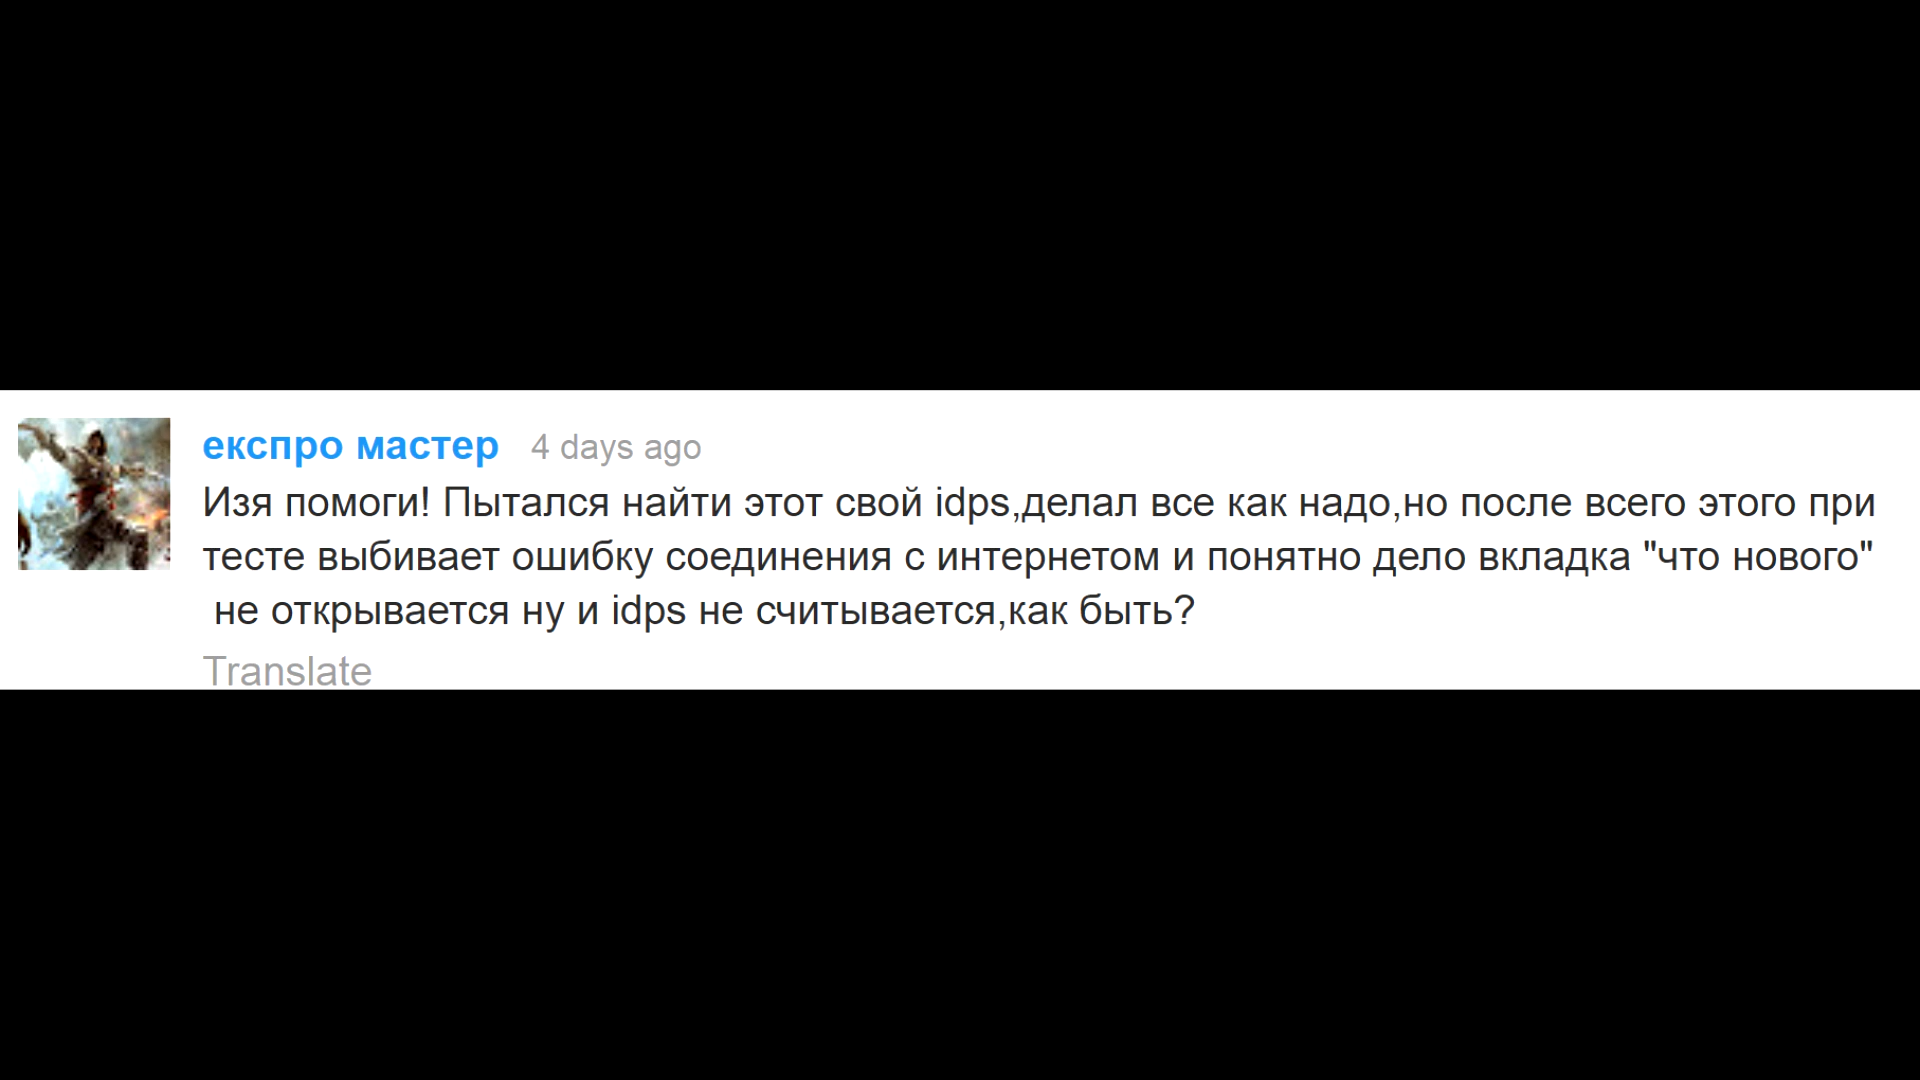 експро мастер 4 days ago
Изя помоги! Пытался найти этот свой idps,делал все как надо,но после всего этого при
тесте выбивает ошибку соединения с интернетом и понятно дело вкладка "что нового"
не открывается ну и idps не считывается,как быть?
Translate